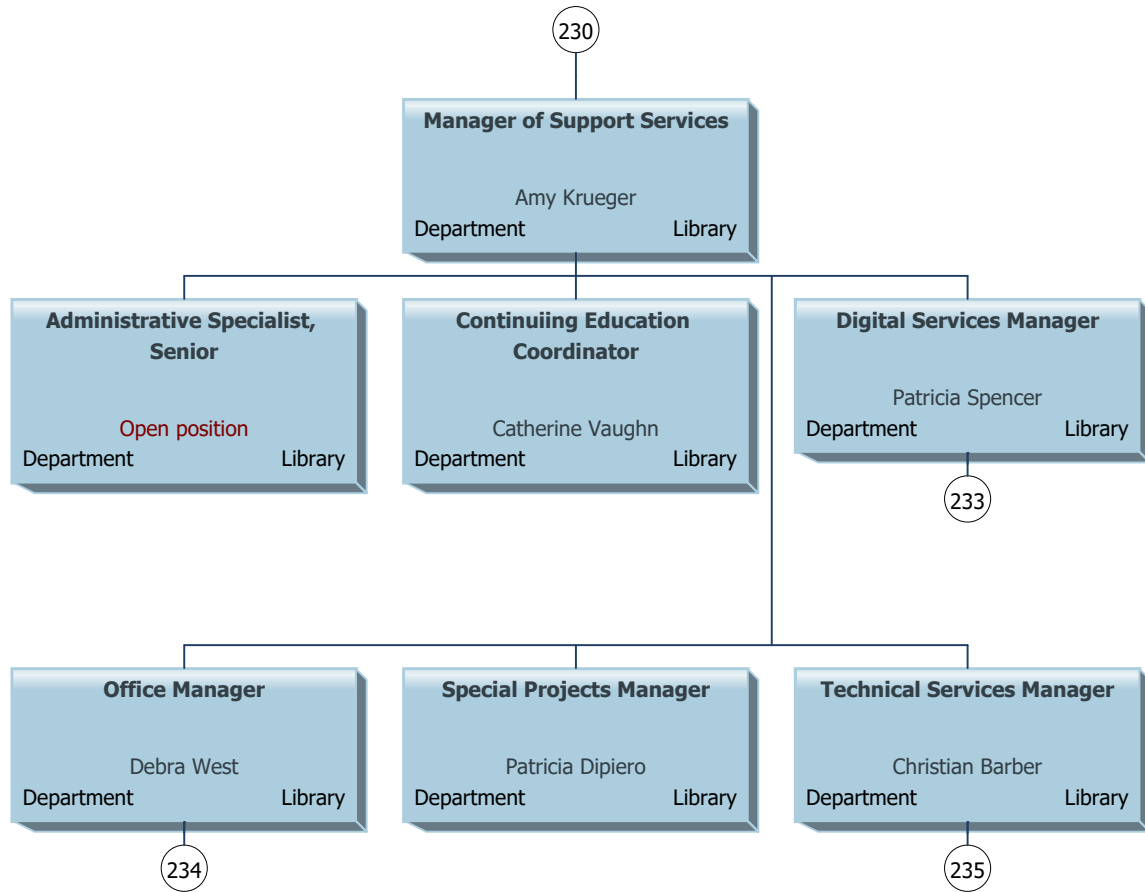 230
Manager of Support Services
Amy Krueger
Department Library
Administrative Specialist,
Senior
Open position
Department Library
Continuiing Education
Coordinator
Catherine Vaughn
Department Library
Digital Services Manager
Patricia Spencer
Department Library
233
Office Manager
Debra West
Department Library
234
Special Projects Manager
Patricia Dipiero
Department Library
Technical Services Manager
Christian Barber
Department Library
235